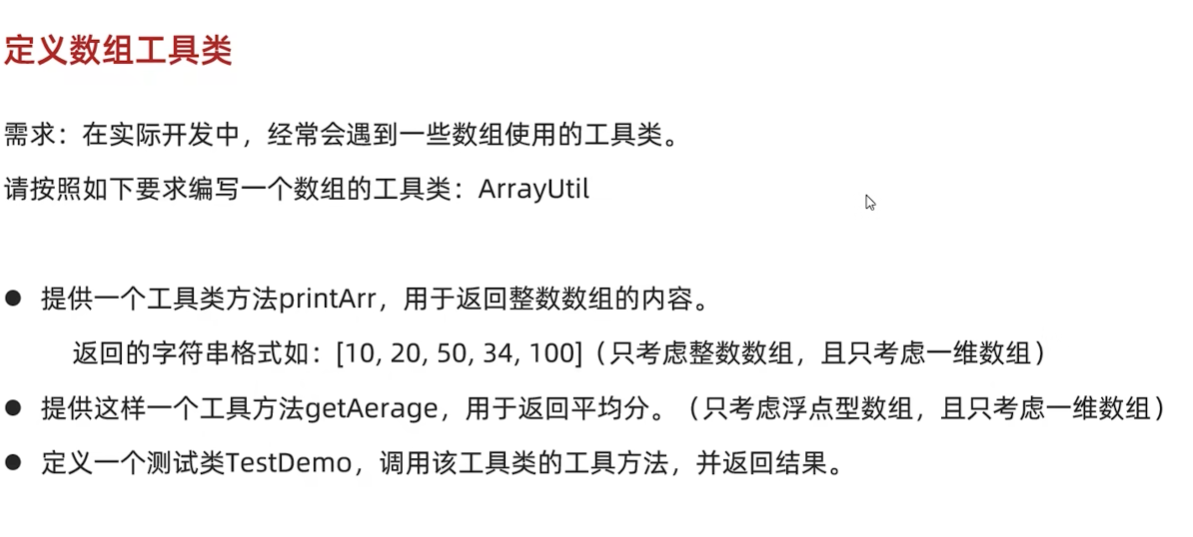 定义数组工具类
需求：在实际开发中，经常会遇到一些数组使用的工具类。
请按照如下要求编写一个数组的工具类：ArrayUtil
● 提供一个工具类方法printArr，用于返回整数数组的内容。
返回的字符串格式如：[10, 20, 50, 34, 100]（只考虑整数数组，且只考虑一维数组）
● 提供这样一个工具方法getAerage，用于返回平均分。（只考虑浮点型数组，且只考虑一维数组）
● 定义一个测试类TestDemo，调用该工具类的工具方法，并返回结果。